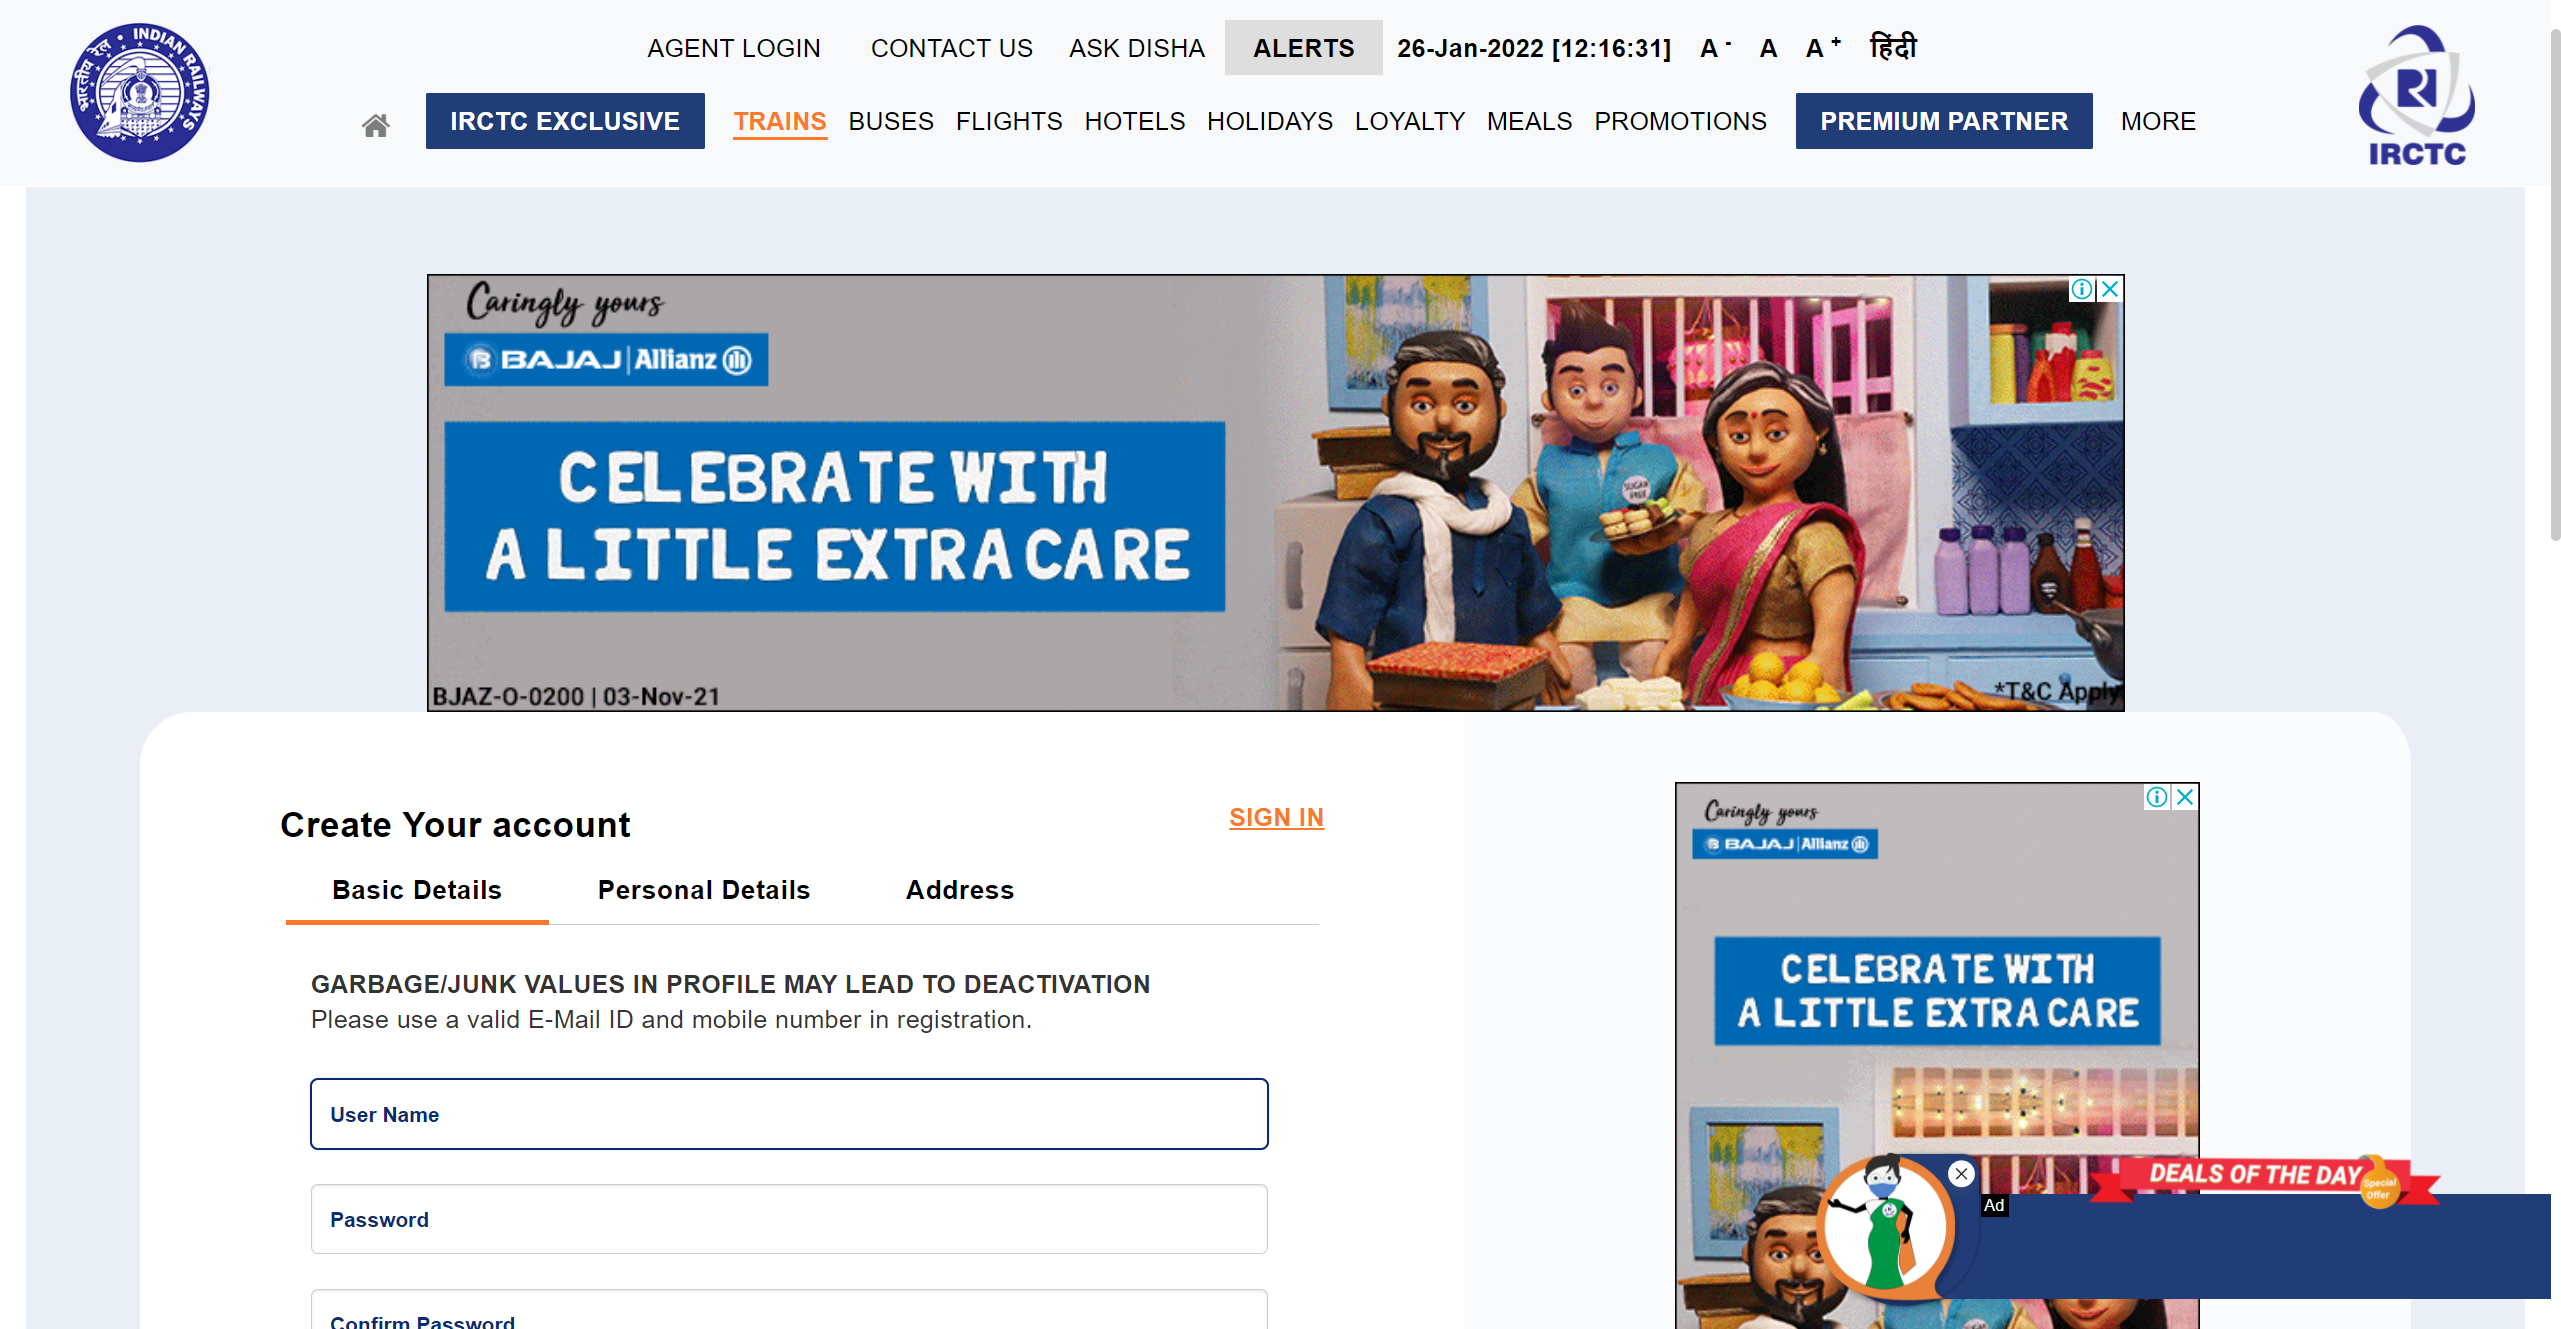 भारतीय रेल • INDIAN RAILWAYS
AGENT LOGIN CONTACT US ASK DISHA ALERTS 26-Jan-2022 [12:16:31] A - A A + हिंदी
IRCTC EXCLUSIVE TRAINS BUSES FLIGHTS HOTELS HOLIDAYS LOYALTY MEALS PROMOTIONS PREMIUM PARTNER MORE
IRCTC
Caringly yours
B BAJAJ | Allianz
CELEBRATE WITH
A LITTLE EXTRA CARE
SUGAR
FREE
BJAZ-O-0200 | 03-Nov-21
*T&C Apply
Create Your account
SIGN IN
Basic Details Personal Details Address
GARBAGE/JUNK VALUES IN PROFILE MAY LEAD TO DEACTIVATION
Please use a valid E-Mail ID and mobile number in registration.
User Name
Password
Confirm Password
Caringly yours
B BAJAJ | Allianz
CELEBRATE WITH
A LITTLE EXTRA CARE
DEALS OF THE DAY
Special
Offer
Ad